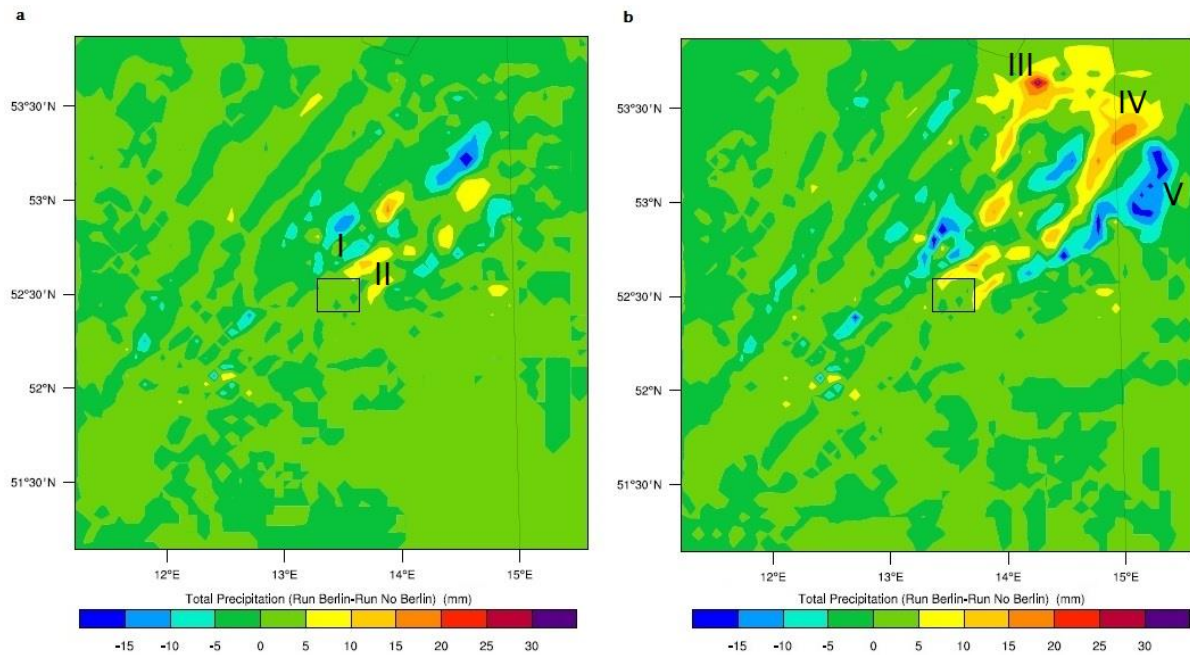 a
53°30'N
53°N
52°30'N
52°N
51°30'N
I
II
12°E 13°E 14°E 15°E
Total Precipitation (Run Berlin-Run No Berlin) (mm)
-15 -10 -5 0 5 10 15 20 25 30
b
53°30'N
53°N
52°30'N
52°N
51°30'N
III
IV
V
12°E 13°E 14°E 15°E
Total Precipitation (Run Berlin-Run No Berlin) (mm)
-15 -10 -5 0 5 10 15 20 25 30